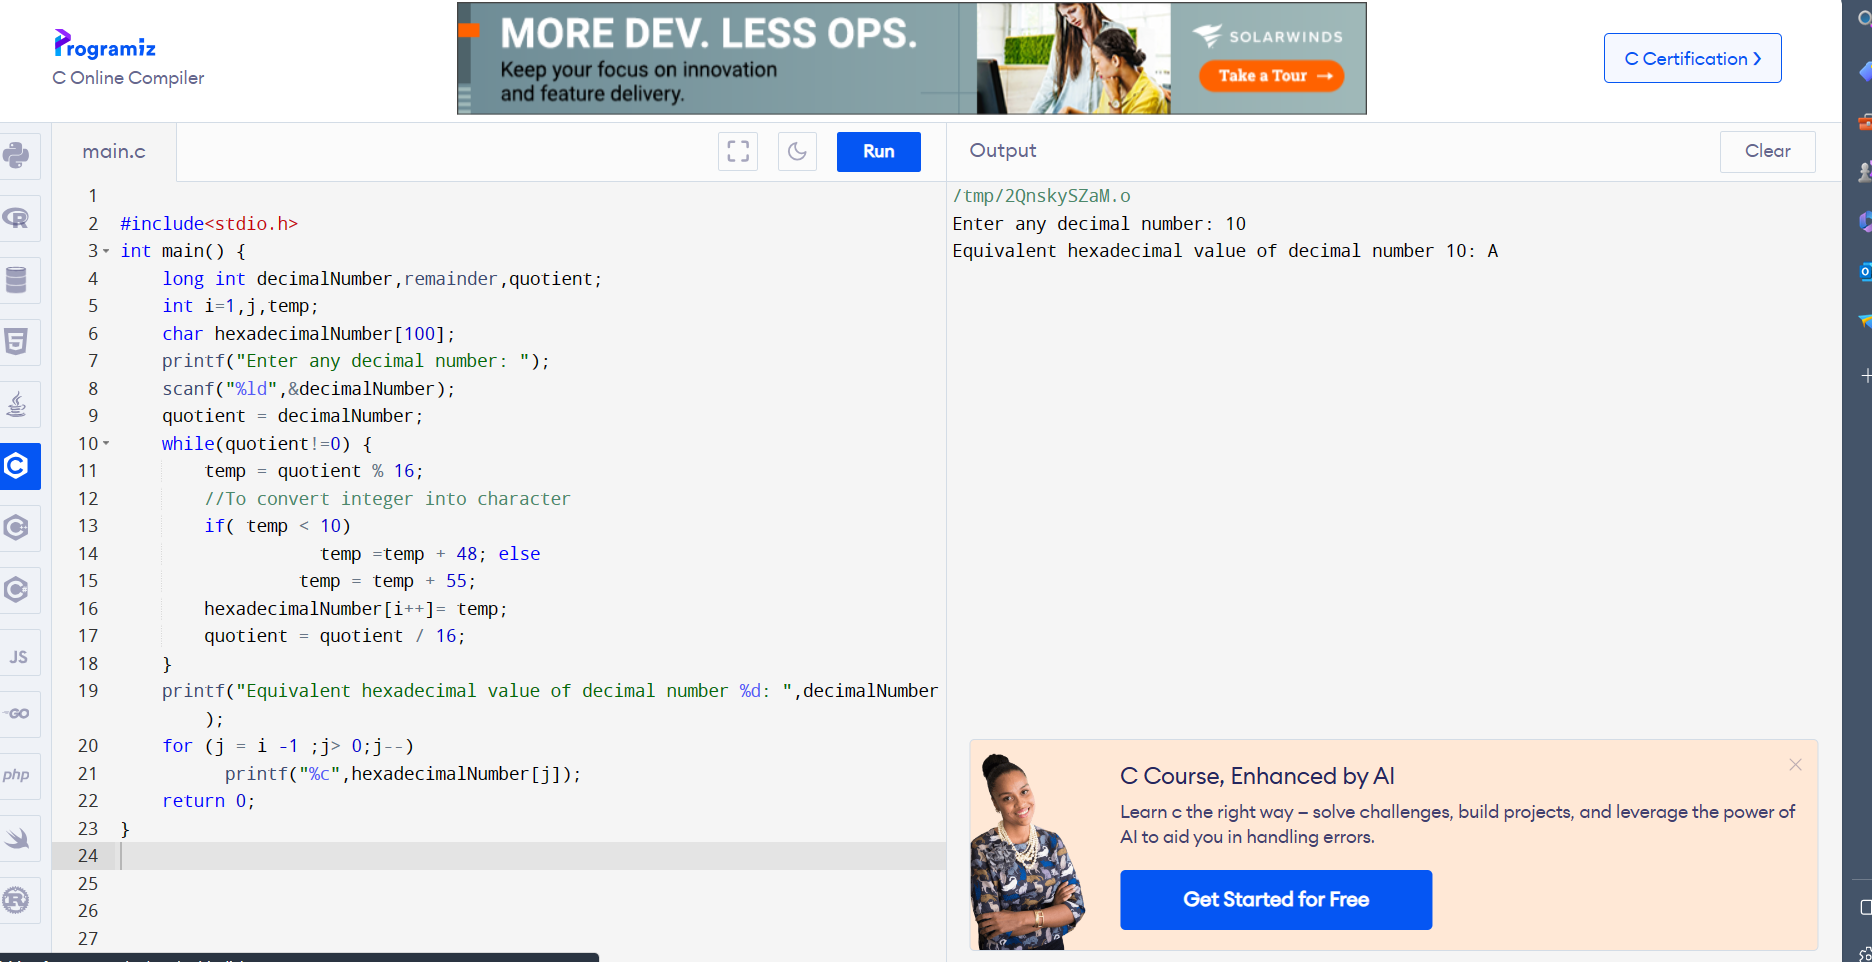 Programiz
C Online Compiler
MORE DEV. LESS OPS.
Keep your focus on innovation
and feature delivery.
SOLARWINDS
Take a Tour →
C Certification ❯
main.c
Run
Output
Clear
1
2 #include<stdio.h>
3 int main() {
4 long int decimalNumber,remainder,quotient;
5 int i=1,j,temp;
6 char hexadecimalNumber[100];
7 printf("Enter any decimal number: ");
8 scanf("%ld",&decimalNumber);
9 quotient = decimalNumber;
10 while(quotient!=0) {
11 temp = quotient % 16;
12 //To convert integer into character
13 if( temp < 10)
14 temp =temp + 48; else
15 temp = temp + 55;
16 hexadecimalNumber[i++]= temp;
17 quotient = quotient / 16;
18 }
19 printf("Equivalent hexadecimal value of decimal number %d: ",decimalNumber
);
20 for (j = i -1 ;j> 0;j--)
21 printf("%c",hexadecimalNumber[j]);
22 return 0;
23 }
24
25
26
27
/tmp/2QnskySZaM.o
Enter any decimal number: 10
Equivalent hexadecimal value of decimal number 10: A
JS
GO
php
C Course, Enhanced by AI
Learn c the right way – solve challenges, build projects, and leverage the power of
AI to aid you in handling errors.
Get Started for Free